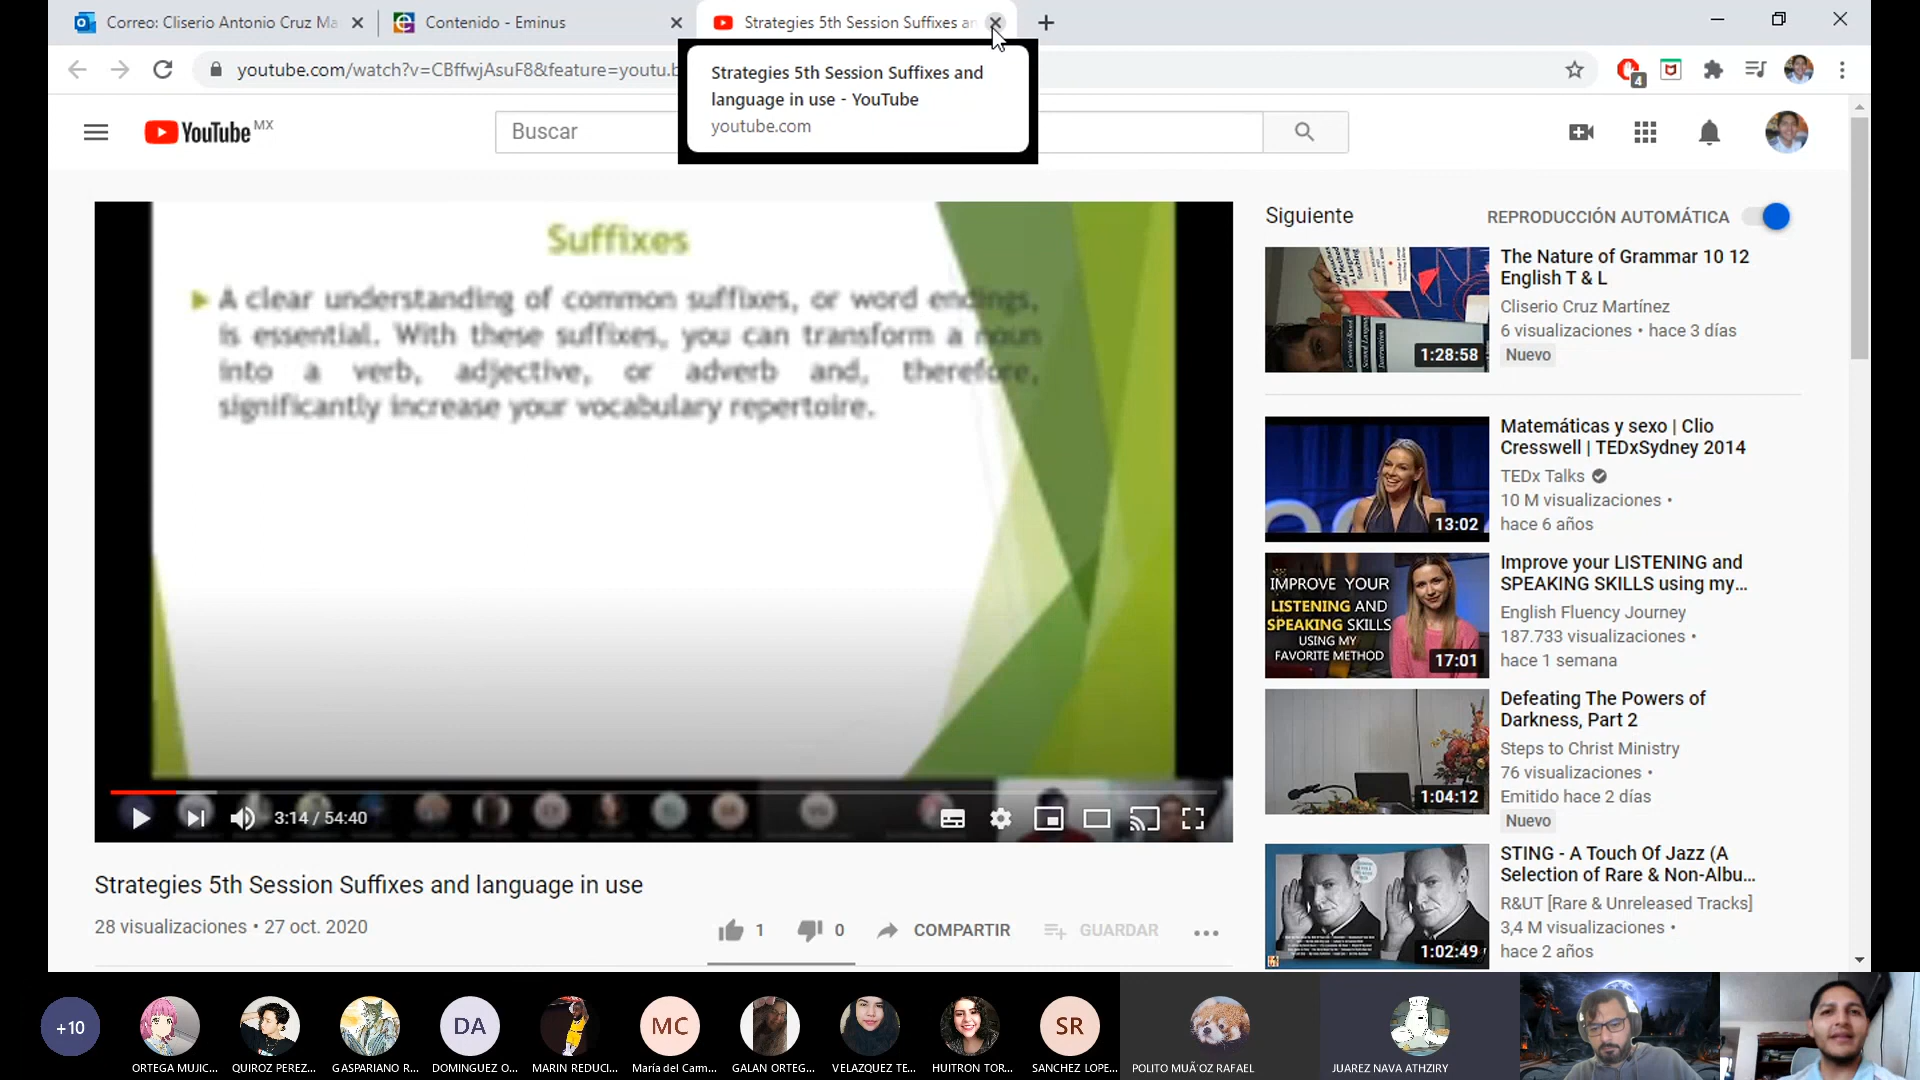 Correo: Cliserio Antonio Cruz Ma
Contenido - Eminus
Strategies 5th Session Suffixes an
youtube.com/watch?v=CBffwjAsuF8&feature=youtu.b
4
Strategies 5th Session Suffixes and
language in use - YouTube
youtube.com
YouTube MX
Buscar
Suffixes
A clear understanding of common suffixes, or word endings,
is essential. With these suffixes, you can transform a noun
into a verb, adjective, or adverb and, therefore,
significantly increase your vocabulary repertoire.
3:14 / 54:40
Strategies 5th Session Suffixes and language in use
28 visualizaciones • 27 oct. 2020
1
0
COMPARTIR
GUARDAR
Siguiente
REPRODUCCIÓN AUTOMÁTICA
1:28:58
The Nature of Grammar 10 12
English T & L
Cliserio Cruz Martínez
6 visualizaciones • hace 3 días
Nuevo
13:02
Matemáticas y sexo | Clio
Cresswell | TEDxSydney 2014
TEDx Talks
10 M visualizaciones •
hace 6 años
IMPROVE YOUR
LISTENING AND
SPEAKING SKILLS
USING MY
FAVORITE METHOD
17:01
Improve your LISTENING and
SPEAKING SKILLS using my...
English Fluency Journey
187.733 visualizaciones •
hace 1 semana
1:04:12
Defeating The Powers of
Darkness, Part 2
Steps to Christ Ministry
76 visualizaciones •
Emitido hace 2 días
Nuevo
1:02:49
STING - A Touch Of Jazz (A
Selection of Rare & Non-Albu...
R&UT [Rare & Unreleased Tracks]
3,4 M visualizaciones •
hace 2 años
+10
DA
MC
SR
ORTEGA MUJIC...
QUIROZ PEREZ...
GASPARIANO R...
DOMINGUEZ O...
MARIN REDUCI...
María del Carm...
GALAN ORTEG...
VELAZQUEZ TE...
HUITRON TOR...
SANCHEZ LOPE...
POLITO MUÃ'OZ RAFAEL
JUAREZ NAVA ATHZIRY